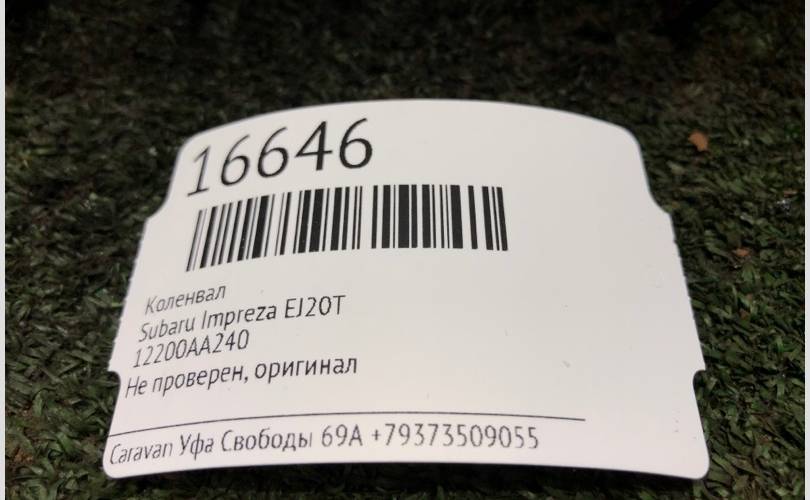 16646
Коленвал
Subaru Impreza EJ20T
12200AA240
Не проверен, оригинал
Caravan Уфа Свободы 69А +79373509055